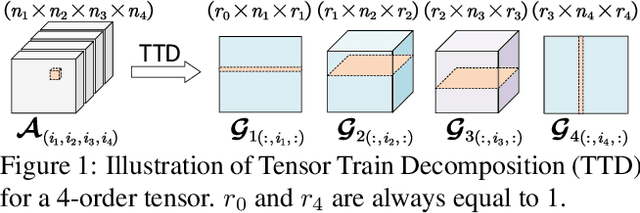 (n₁ × n₂ × n₃ × n₄) (r₀ × n₁ × r₁) (r₁ × n₂ × r₂) (r₂ × n₃ × r₃) (r₃ × n₄ × r₄)
TTD
𝓐(i₁,i₂,i₃,i₄) 𝓖₁(:,i₁,:) 𝓖₂(:,i₂,:) 𝓖₃(:,i₃,:) 𝓖₄(:,i₄,:)
Figure 1: Illustration of Tensor Train Decomposition (TTD)
for a 4-order tensor. r₀ and r₄ are always equal to 1.